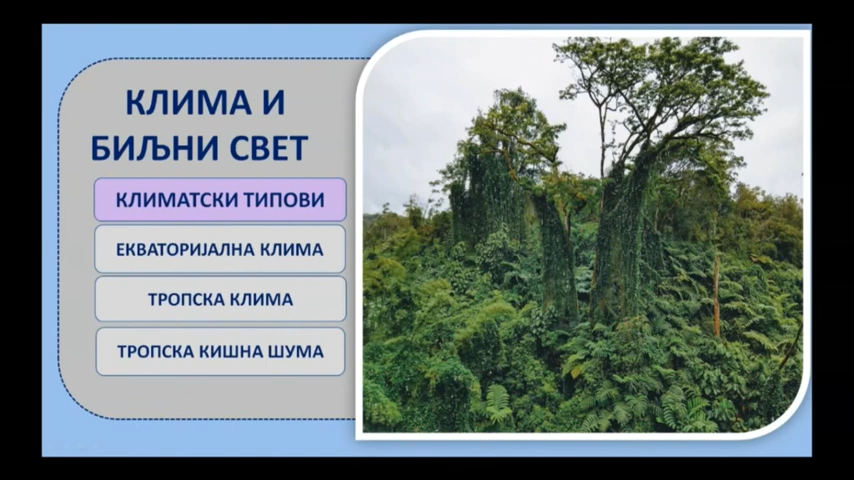 КЛИМА И
БИЉНИ СВЕТ
КЛИМАТСКИ ТИПОВИ
ЕКВАТОРИЈАЛНА КЛИМА
ТРОПСКА КЛИМА
ТРОПСКА КИШНА ШУМА